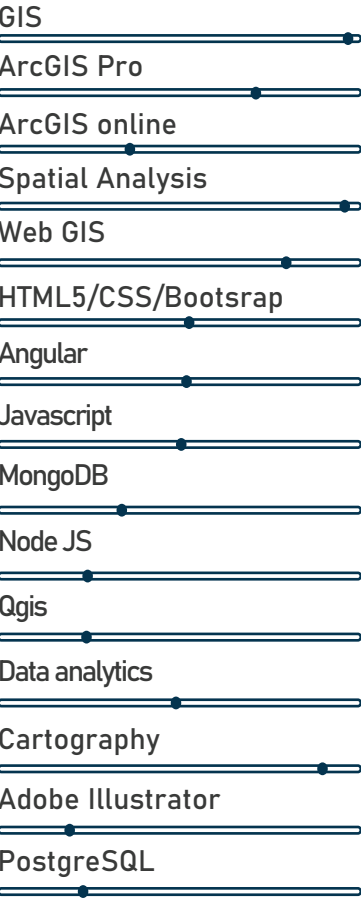 GIS
ArcGIS Pro
ArcGIS online
Spatial Analysis
Web GIS
HTML5/CSS/Bootsrap
Angular
Javascript
MongoDB
Node JS
Qgis
Data analytics
Cartography
Adobe Illustrator
PostgreSQL